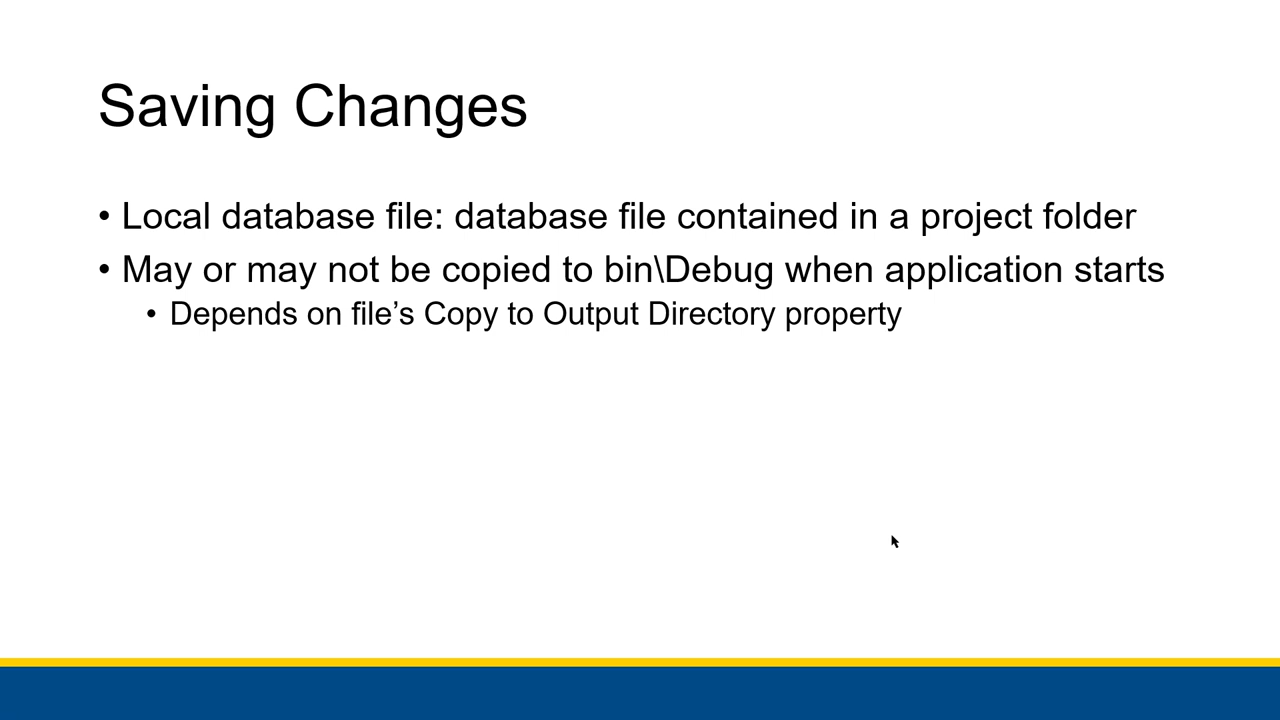 Saving Changes
• Local database file: database file contained in a project folder
• May or may not be copied to bin\Debug when application starts
• Depends on file’s Copy to Output Directory property